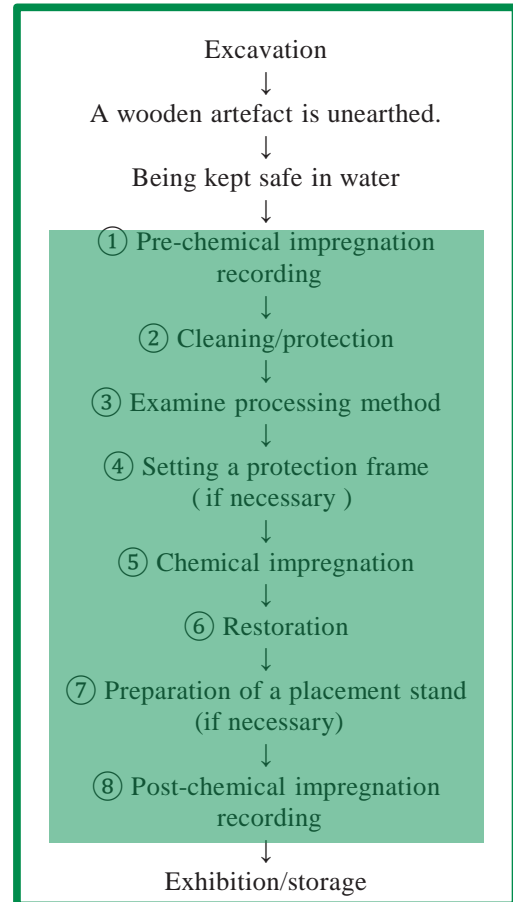 Excavation
↓
A wooden artefact is unearthed.
↓
Being kept safe in water
↓
① Pre-chemical impregnation
recording
↓
② Cleaning/protection
↓
③ Examine processing method
↓
④ Setting a protection frame
( if necessary )
↓
⑤ Chemical impregnation
↓
⑥ Restoration
↓
⑦ Preparation of a placement stand
(if necessary)
↓
⑧ Post-chemical impregnation
recording
↓
Exhibition/storage